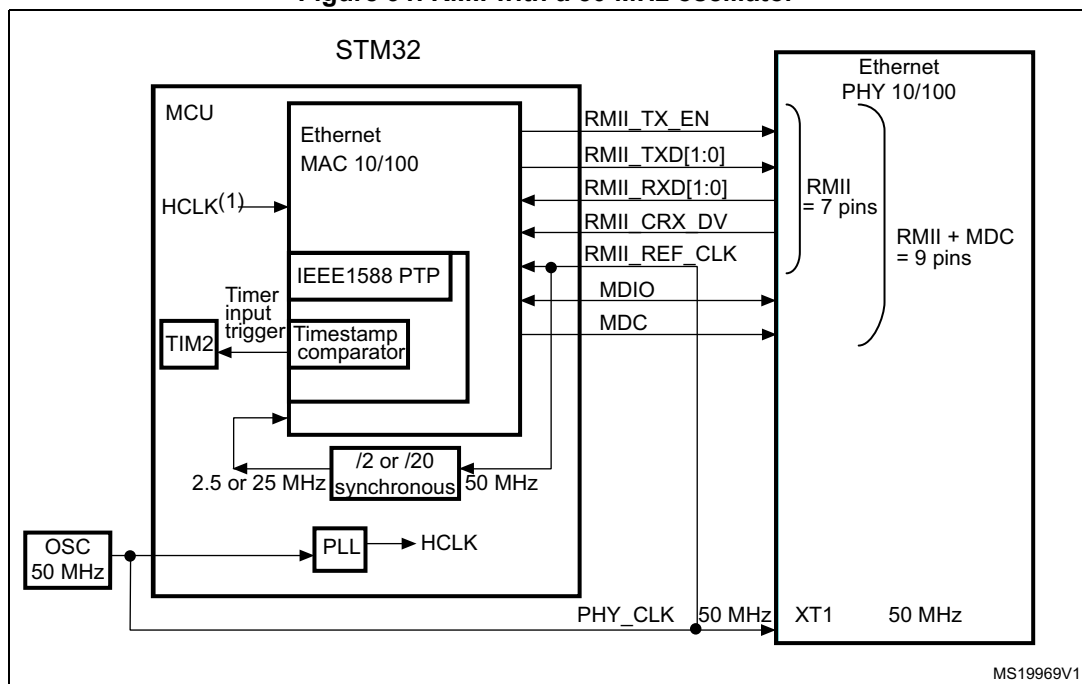 Figure RMII with a 50 MHz oscillator
STM32
MCU
Ethernet
MAC 10/100
HCLK(1)
IEEE1588 PTP
Timer
input
trigger
TIM2
Timestamp
comparator
/2 or /20
synchronous
2.5 or 25 MHz
50 MHz
OSC
50 MHz
PLL
HCLK
RMII_TX_EN
RMII_TXD[1:0]
RMII_RXD[1:0]
RMII_CRX_DV
RMII_REF_CLK
MDIO
MDC
PHY_CLK 50 MHz
Ethernet
PHY 10/100
RMII
= 7 pins
RMII + MDC
= 9 pins
XT1 50 MHz
MS19969V1